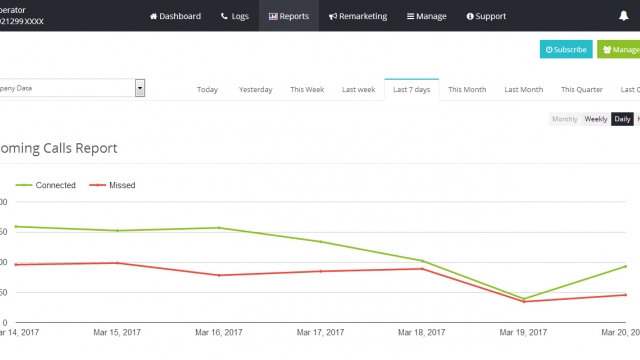 perator
921299 XXXX
Dashboard Logs Reports Remarketing Manage Support
Subscribe Manage
pany Data
Today Yesterday This Week Last week Last 7 days This Month Last Month This Quarter Last
Monthly Weekly Daily
oming Calls Report
Connected Missed
00
50
00
50
0
ar 14, 2017 Mar 15, 2017 Mar 16, 2017 Mar 17, 2017 Mar 18, 2017 Mar 19, 2017 Mar 20, 20